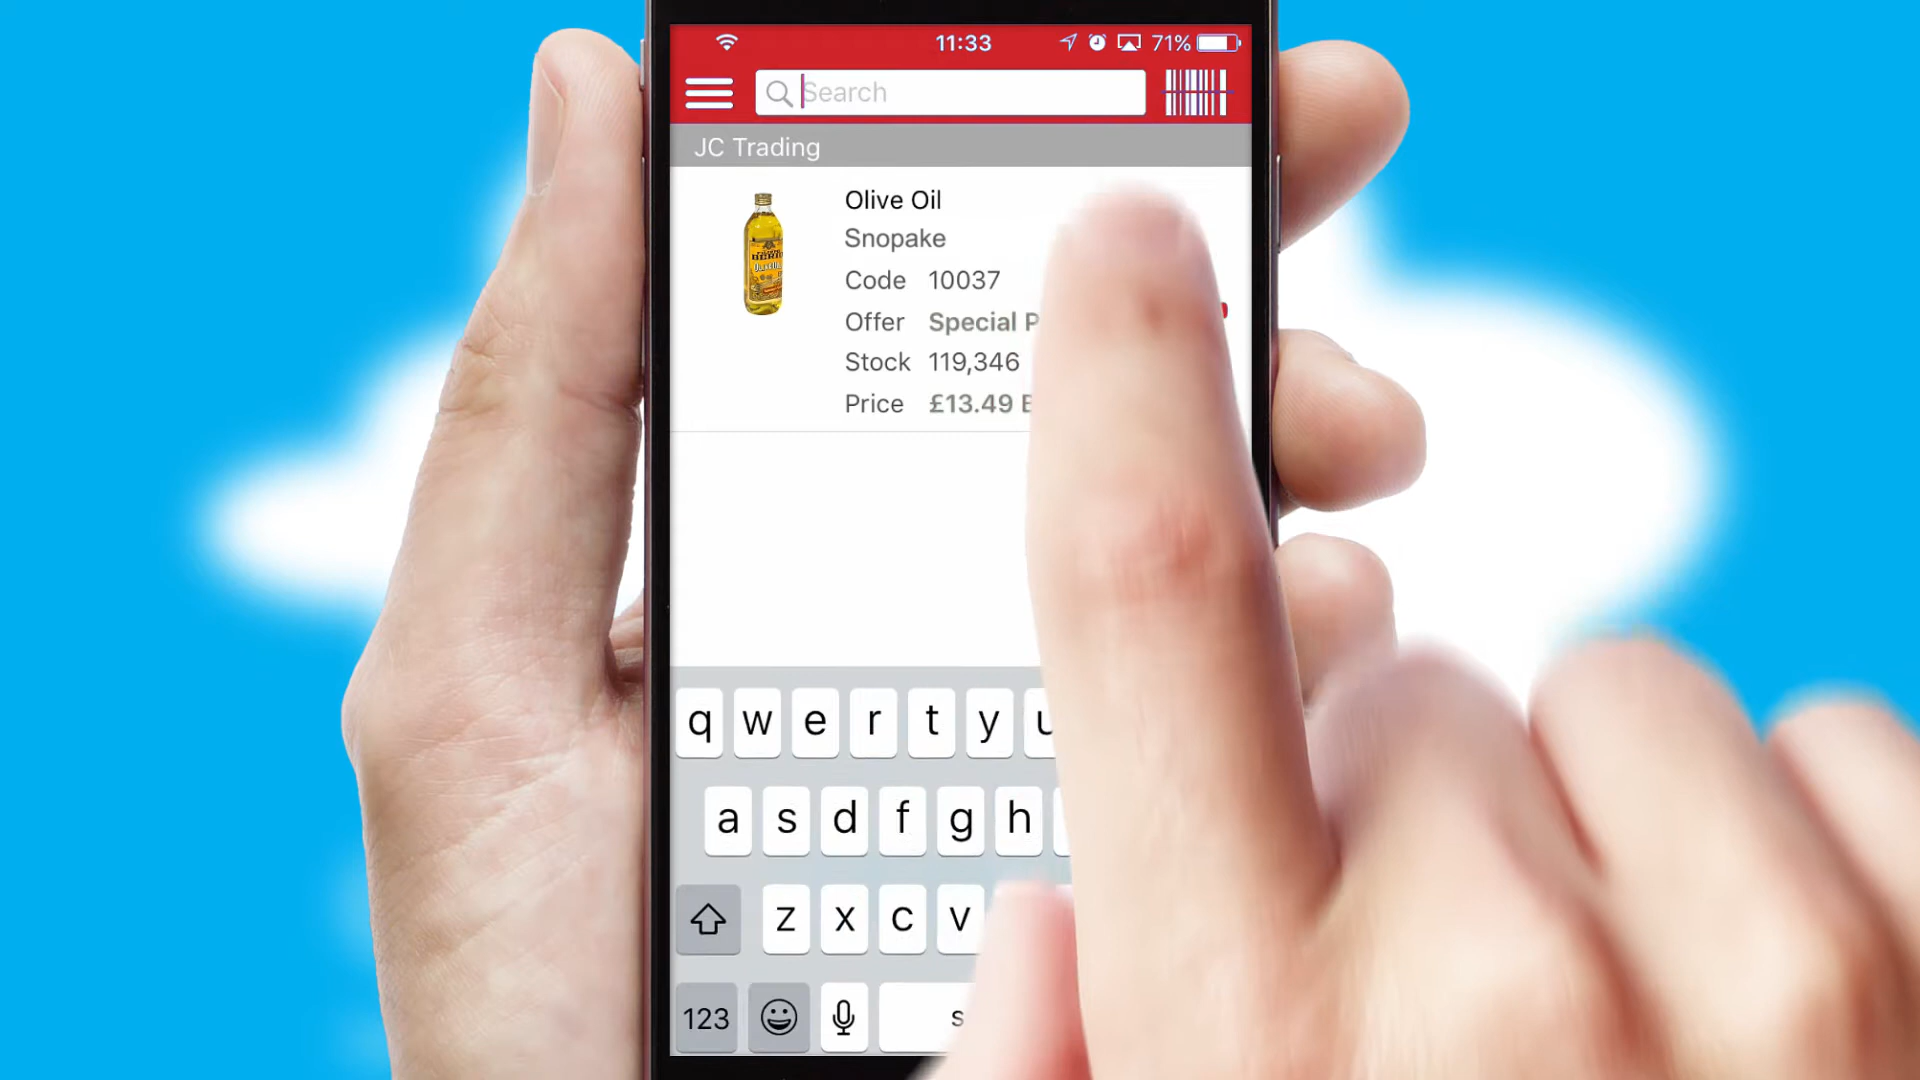 11:33 71%
Search
JC Trading
Olive Oil
Snopake
Code 10037
Offer Special
Stock 119,346
Price £13.49
q w e r t y u
a s d f g h
z x c v
123